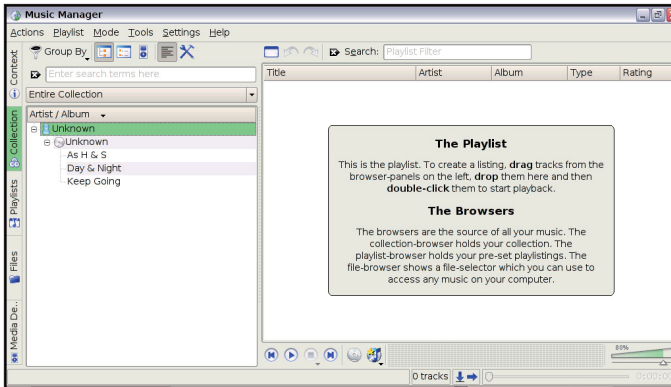 Music Manager
Actions Playlist Mode Tools Settings Help
Group By
Search: Playlist Filter
Enter search terms here
Entire Collection
Artist / Album
Unknown
Unknown
As H & S
Day & Night
Keep Going
Context
Collection
Playlists
Files
Media De..
Title Artist Album Type Rating
The Playlist
This is the playlist. To create a listing, drag tracks from the
browser-panels on the left, drop them here and then
double-click them to start playback.
The Browsers
The browsers are the source of all your music. The
collection-browser holds your collection. The
playlist-browser holds your pre-set playlistings. The
file-browser shows a file-selector which you can use to
access any music on your computer.
80%
0 tracks